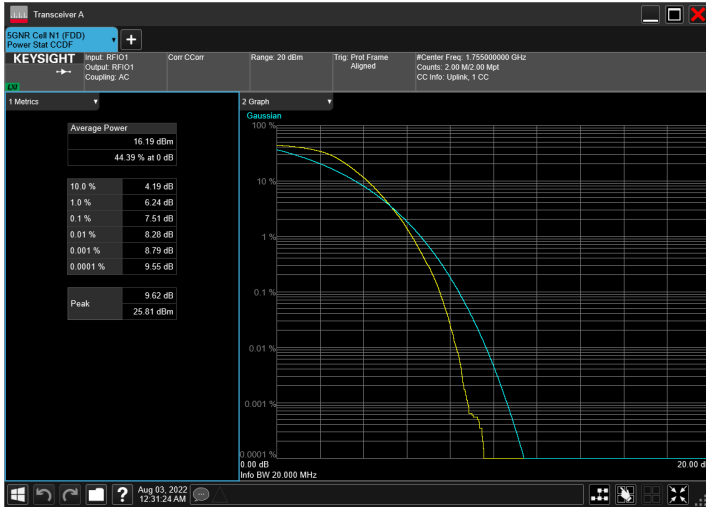 Transceiver A
5GNR Cell N1 (FDD)
Power Stat CCDF
KEYSIGHT
LXI
Input: RFIO1
Output: RFIO1
Coupling: AC
Corr CCorr
Range: 20 dBm
Trig: Prot Frame
Aligned
#Center Freq: 1.755000000 GHz
Counts: 2.00 M/2.00 Mpt
CC Info: Uplink, 1 CC
1 Metrics
Average Power
16.19 dBm
44.39 % at 0 dB
10.0 % 4.19 dB
1.0 % 6.24 dB
0.1 % 7.51 dB
0.01 % 8.28 dB
0.001 % 8.79 dB
0.0001 % 9.55 dB
Peak
9.62 dB
25.81 dBm
2 Graph
Gaussian
100 %
10 %
1 %
0.1 %
0.01 %
0.001 %
0.0001 %
0.00 dB
20.00 d
Info BW 20.000 MHz
Aug 03, 2022
12:31:24 AM